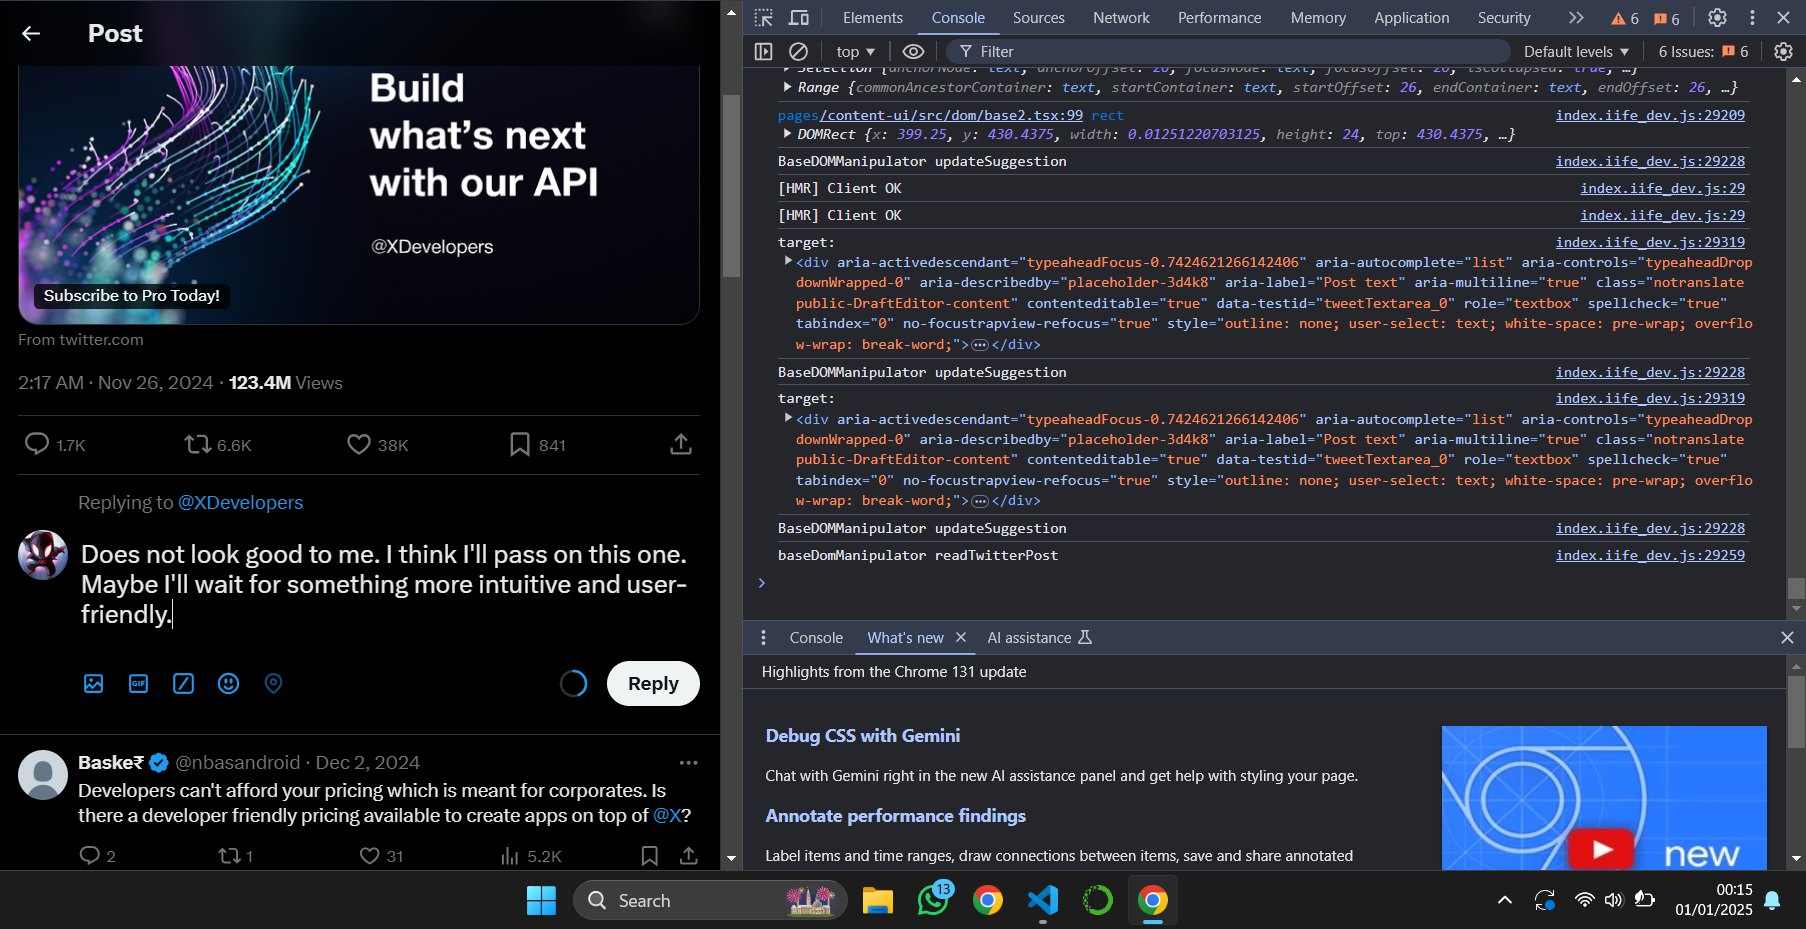 Post
Build
what's next
with our API
@XDevelopers
Subscribe to Pro Today!
From twitter.com
2:17 AM · Nov 26, 2024 · 123.4M Views
1.7K 6.6K 38K 841
Replying to @XDevelopers
Does not look good to me. I think I'll pass on this one.
Maybe I'll wait for something more intuitive and user-
friendly.
GIF
Reply
Baske₹ @nbasandroid · Dec 2, 2024
Developers can't afford your pricing which is meant for corporates. Is
there a developer friendly pricing available to create apps on top of @X?
2 1 31 5.2K
Elements Console Sources Network Performance Memory Application Security 6 6
top Filter Default levels 6 Issues: 6
Selection {anchorNode: text, anchorOffset: 26, focusNode: text, focusOffset: 26, isCollapsed: true, …}
Range {commonAncestorContainer: text, startContainer: text, startOffset: 26, endContainer: text, endOffset: 26, …}
pages/content-ui/src/dom/base2.tsx:99 rect index.iife_dev.js:29209
DOMRect {x: 399.25, y: 430.4375, width: 0.01251220703125, height: 24, top: 430.4375, …}
BaseDOMManipulator updateSuggestion index.iife_dev.js:29228
[HMR] Client OK index.iife_dev.js:29
[HMR] Client OK index.iife_dev.js:29
target: index.iife_dev.js:29319
<div aria-activedescendant="typeaheadFocus-0.7424621266142406" aria-autocomplete="list" aria-controls="typeaheadDrop
downWrapped-0" aria-describedby="placeholder-3d4k8" aria-label="Post text" aria-multiline="true" class="notranslate
public-DraftEditor-content" contenteditable="true" data-testid="tweetTextarea_0" role="textbox" spellcheck="true"
tabindex="0" no-focustrapview-refocus="true" style="outline: none; user-select: text; white-space: pre-wrap; overflo
w-wrap: break-word;">…</div>
BaseDOMManipulator updateSuggestion index.iife_dev.js:29228
target: index.iife_dev.js:29319
<div aria-activedescendant="typeaheadFocus-0.7424621266142406" aria-autocomplete="list" aria-controls="typeaheadDrop
downWrapped-0" aria-describedby="placeholder-3d4k8" aria-label="Post text" aria-multiline="true" class="notranslate
public-DraftEditor-content" contenteditable="true" data-testid="tweetTextarea_0" role="textbox" spellcheck="true"
tabindex="0" no-focustrapview-refocus="true" style="outline: none; user-select: text; white-space: pre-wrap; overflo
w-wrap: break-word;">…</div>
BaseDOMManipulator updateSuggestion index.iife_dev.js:29228
baseDomManipulator readTwitterPost index.iife_dev.js:29259
Console What's new AI assistance
Highlights from the Chrome 131 update
Debug CSS with Gemini
Chat with Gemini right in the new AI assistance panel and get help with styling your page.
Annotate performance findings
Label items and time ranges, draw connections between items, save and share annotated
new
Search
13
00:15
01/01/2025